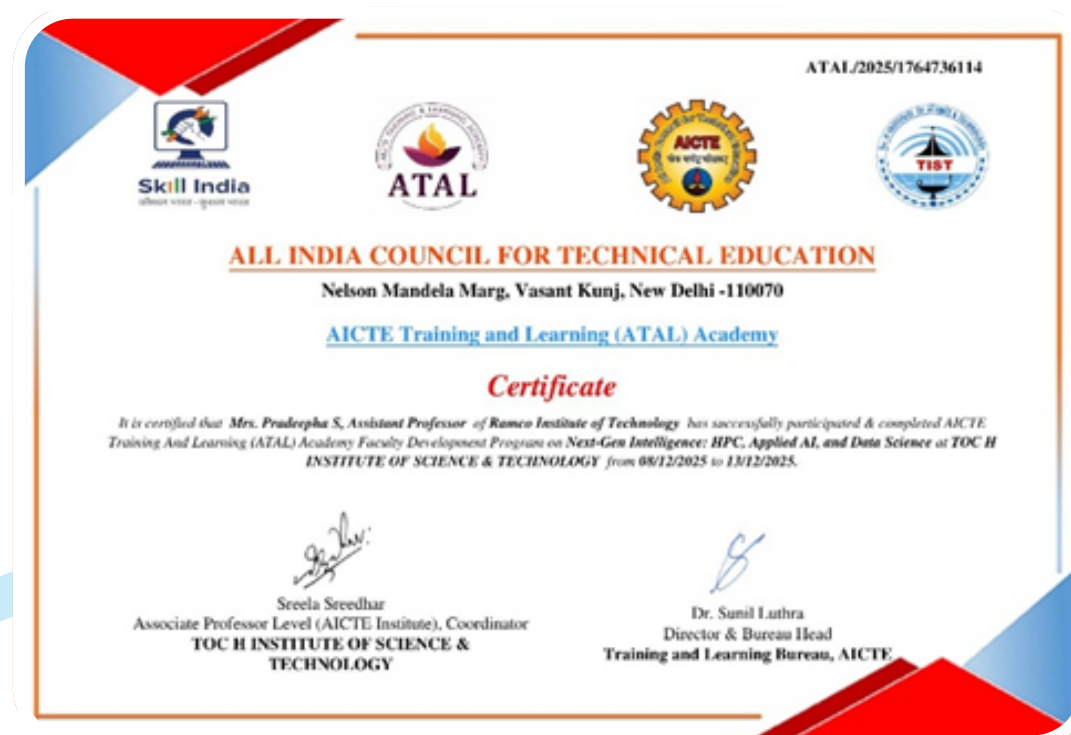 ATAL/2025/1764736114
Skill India
कौशल भारत - कुशल भारत
ATAL
AICTE
TIST
ALL INDIA COUNCIL FOR TECHNICAL EDUCATION
Nelson Mandela Marg, Vasant Kunj, New Delhi -110070
AICTE Training and Learning (ATAL) Academy
Certificate
It is certified that Mrs. Pradeepha S, Assistant Professor of Ramco Institute of Technology has successfully participated & completed AICTE
Training And Learning (ATAL) Academy Faculty Development Program on Next-Gen Intelligence: HPC, Applied AI, and Data Science at TOC H
INSTITUTE OF SCIENCE & TECHNOLOGY from 08/12/2025 to 13/12/2025.
Sreela Sreedhar
Associate Professor Level (AICTE Institute), Coordinator
TOC H INSTITUTE OF SCIENCE &
TECHNOLOGY
Dr. Sunil Luthra
Director & Bureau Head
Training and Learning Bureau, AICTE